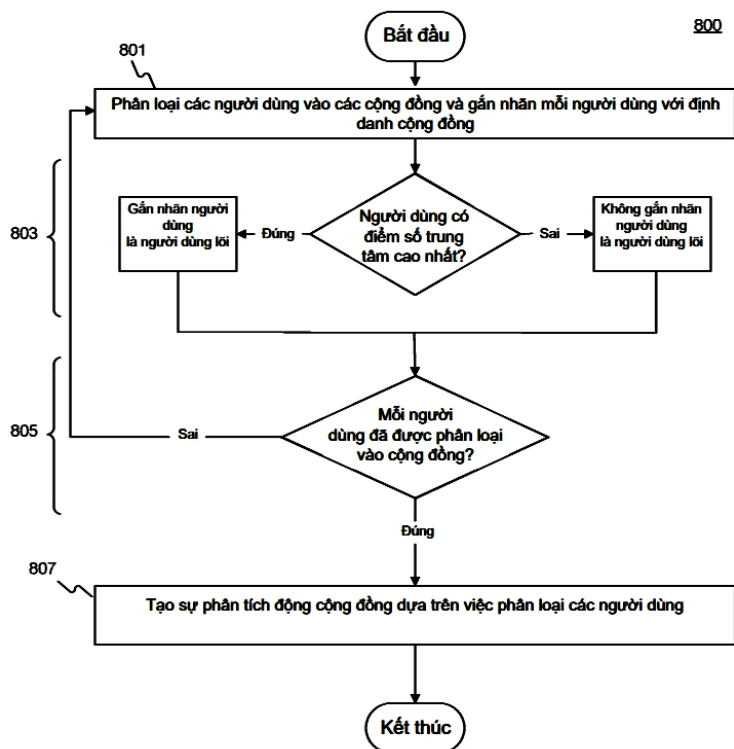 800
Bắt đầu
801
Phân loại các người dùng vào các cộng đồng và gắn nhãn mỗi người dùng với định
danh cộng đồng
803
Gắn nhãn người
dùng
là người dùng lõi
Đúng
Người dùng có
điểm số trung
tâm cao nhất?
Sai
Không gắn nhãn
người dùng
là người dùng lõi
805
Sai
Mỗi người
dùng đã được phân loại
vào cộng đồng?
Đúng
807
Tạo sự phân tích động cộng đồng dựa trên việc phân loại các người dùng
Kết thúc